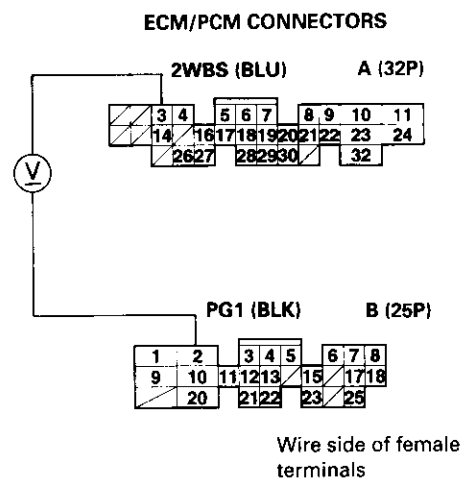 ECM/PCM CONNECTORS
2WBS (BLU) A (32P)
3 4 5 6 7 8 9 10 11
14 16 17 18 19 20 21 22 23 24
26 27 28 29 30 32
V
PG1 (BLK) B (25P)
1 2 3 4 5 6 7 8
9 10 11 12 13 15 17 18
20 21 22 23 25
Wire side of female
terminals